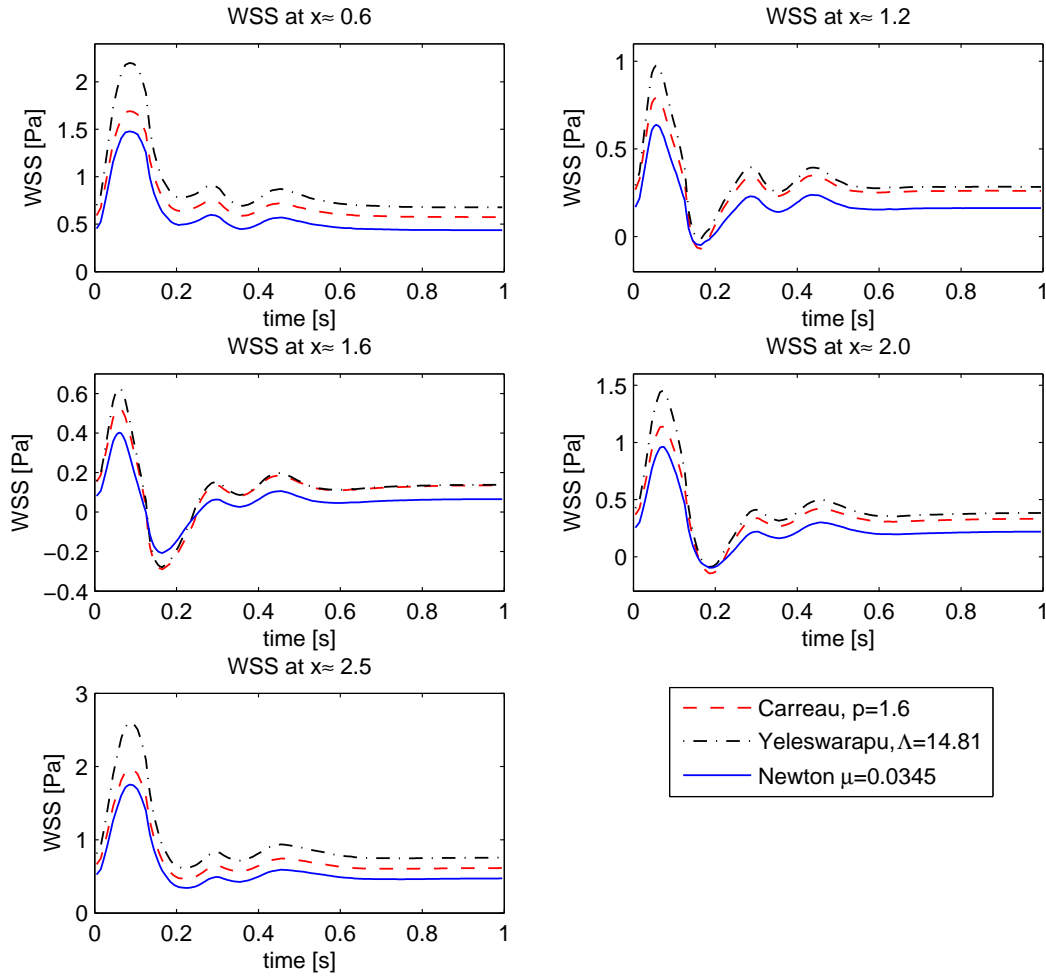 WSS at x≈ 0.6
WSS [Pa]
2
1.5
1
0.5
0
0 0.2 0.4 0.6 0.8 1
time [s]
WSS at x≈ 1.2
WSS [Pa]
1
0.5
0
0 0.2 0.4 0.6 0.8 1
time [s]
WSS at x≈ 1.6
WSS [Pa]
0.6
0.4
0.2
0
−0.2
−0.4
0 0.2 0.4 0.6 0.8 1
time [s]
WSS at x≈ 2.0
WSS [Pa]
1.5
1
0.5
0
0 0.2 0.4 0.6 0.8 1
time [s]
WSS at x≈ 2.5
WSS [Pa]
3
2
1
0
0 0.2 0.4 0.6 0.8 1
time [s]
Carreau, p=1.6
Yeleswarapu, Λ=14.81
Newton μ=0.0345